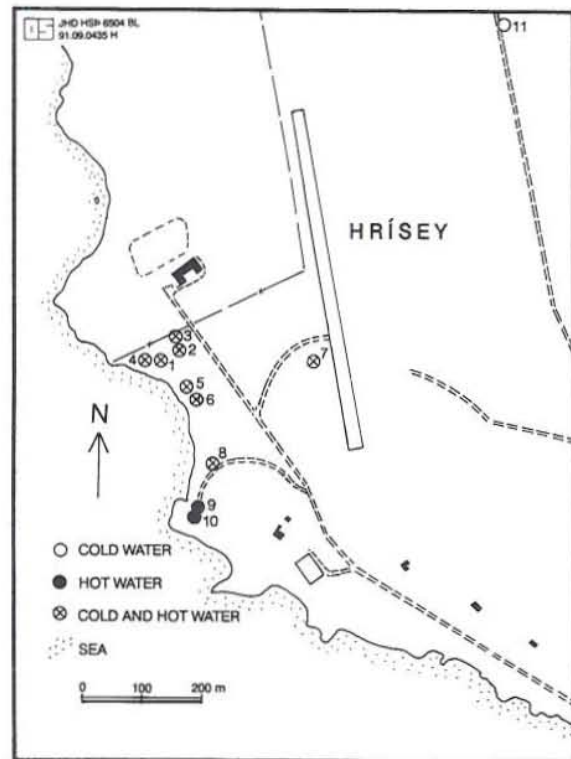 OS JHD HSÞ 6504 BL
91.09.0435 H
11
HRÍSEY
3
2
4 1
7
5
6
N
8
9
10
COLD WATER
HOT WATER
COLD AND HOT WATER
SEA
0 100 200 m